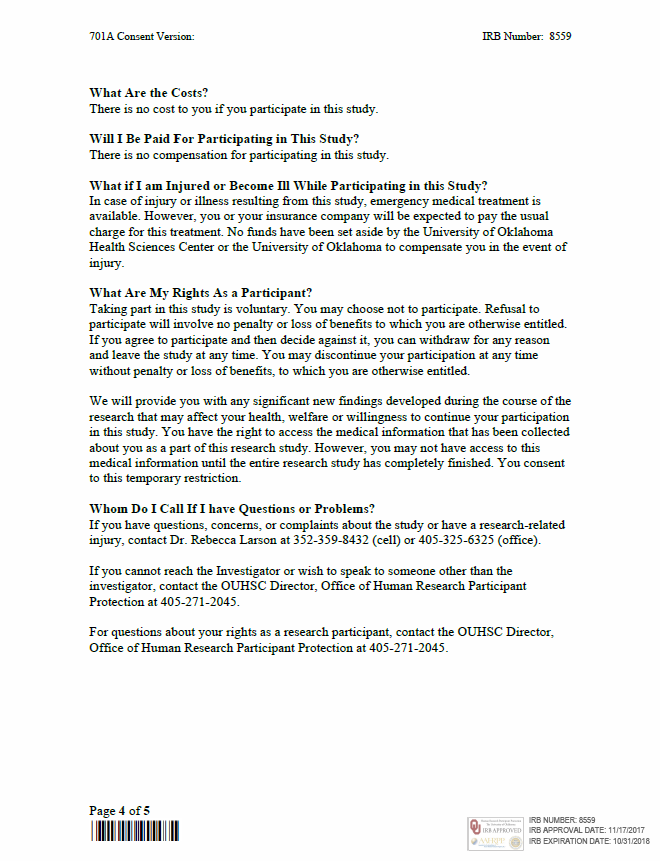 701A Consent Version: IRB Number: 8559
What Are the Costs?
There is no cost to you if you participate in this study.
Will I Be Paid For Participating in This Study?
There is no compensation for participating in this study.
What if I am Injured or Become Ill While Participating in this Study?
In case of injury or illness resulting from this study, emergency medical treatment is
available. However, you or your insurance company will be expected to pay the usual
charge for this treatment. No funds have been set aside by the University of Oklahoma
Health Sciences Center or the University of Oklahoma to compensate you in the event of
injury.
What Are My Rights As a Participant?
Taking part in this study is voluntary. You may choose not to participate. Refusal to
participate will involve no penalty or loss of benefits to which you are otherwise entitled.
If you agree to participate and then decide against it, you can withdraw for any reason
and leave the study at any time. You may discontinue your participation at any time
without penalty or loss of benefits, to which you are otherwise entitled.
We will provide you with any significant new findings developed during the course of the
research that may affect your health, welfare or willingness to continue your participation
in this study. You have the right to access the medical information that has been collected
about you as a part of this research study. However, you may not have access to this
medical information until the entire research study has completely finished. You consent
to this temporary restriction.
Whom Do I Call If I have Questions or Problems?
If you have questions, concerns, or complaints about the study or have a research-related
injury, contact Dr. Rebecca Larson at 352-359-8432 (cell) or 405-325-6325 (office).
If you cannot reach the Investigator or wish to speak to someone other than the
investigator, contact the OUHSC Director, Office of Human Research Participant
Protection at 405-271-2045.
For questions about your rights as a research participant, contact the OUHSC Director,
Office of Human Research Participant Protection at 405-271-2045.
Page 4 of 5
IRB APPROVED
IRB NUMBER: 8559
IRB APPROVAL DATE: 11/17/2017
IRB EXPIRATION DATE: 10/31/2018